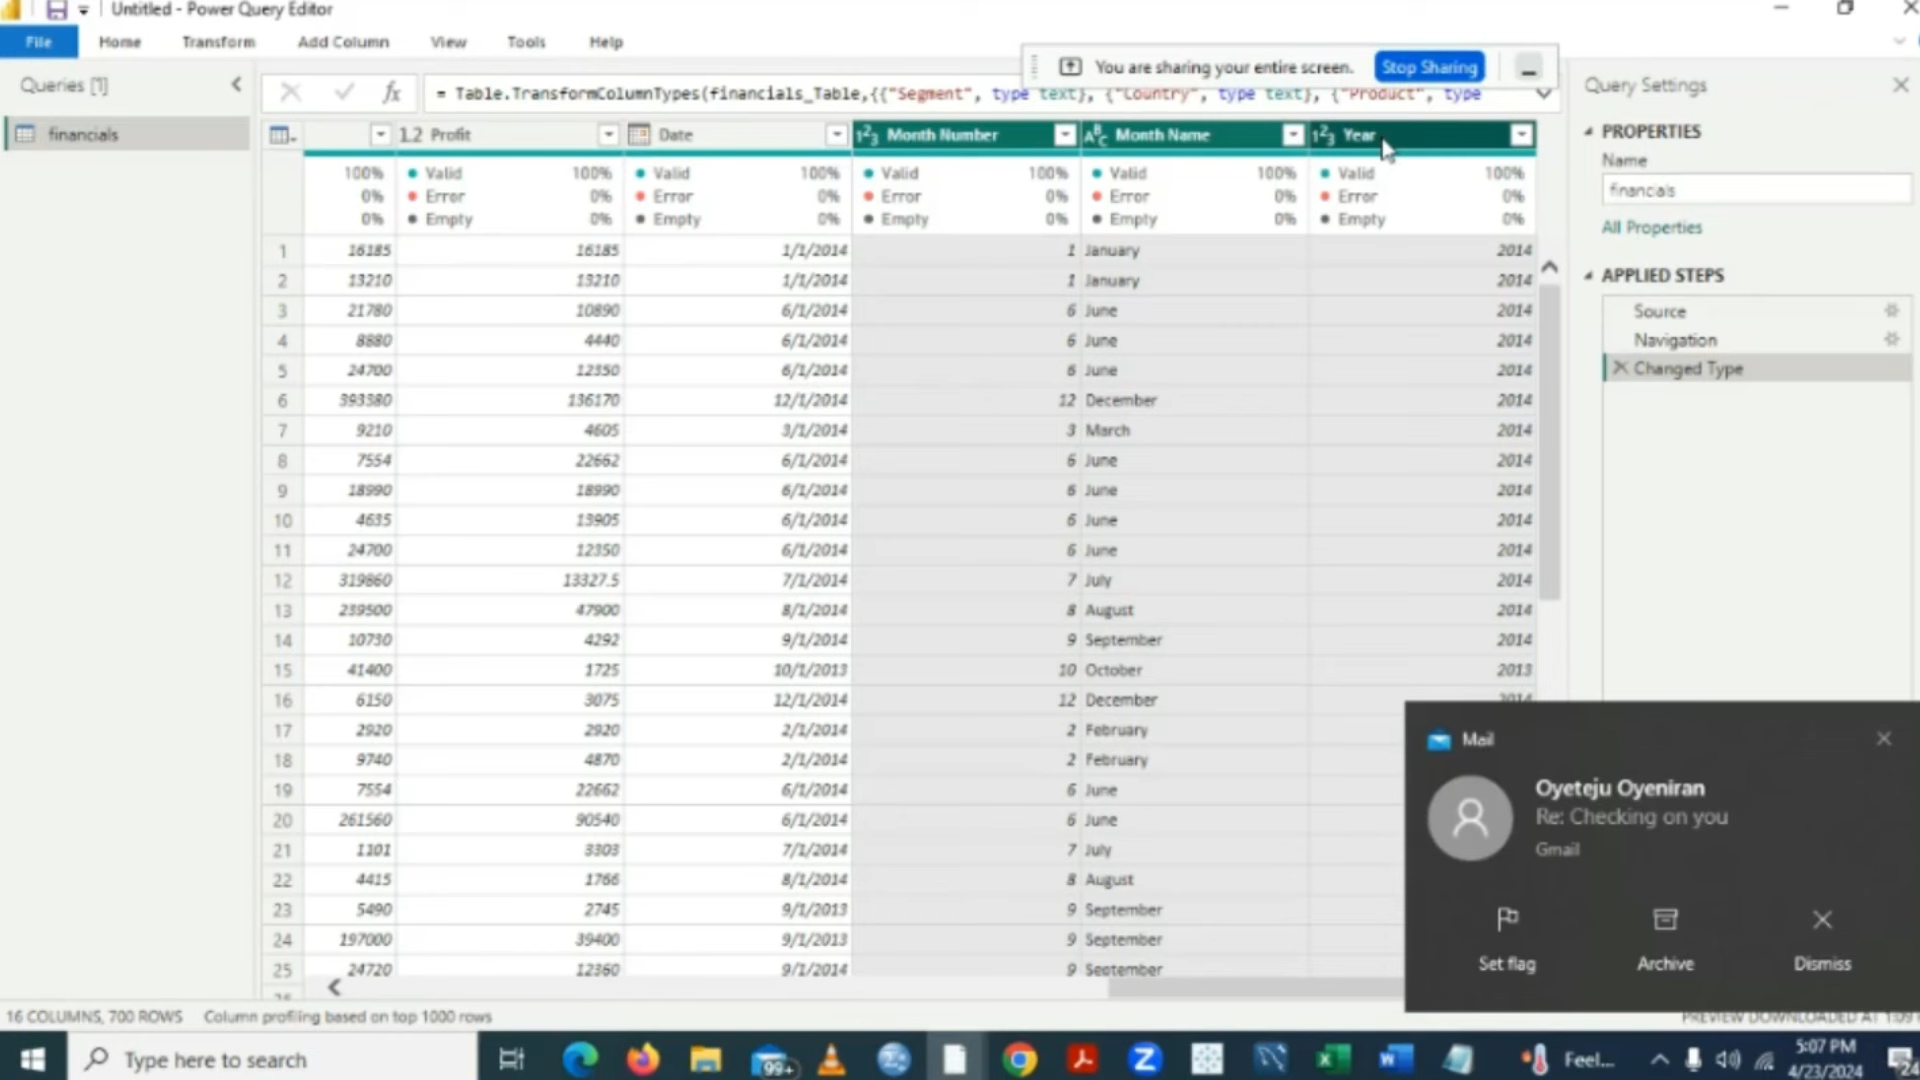 Untitled - Power Query Editor
File Home Transform Add Column View Tools Help
You are sharing your entire screen. Stop Sharing
Queries [1]
= Table.TransformColumnTypes(financials_Table,{{"Segment", type text}, {"Country", type text}, {"Product", type
Query Settings
financials
1.2 Profit Date 123 Month Number ABC Month Name 123 Year
PROPERTIES
Name
financials
All Properties
APPLIED STEPS
Source
Navigation
Changed Type
100% Valid 100% Valid 100% Valid 100% Valid 100% Valid 100%
0% Error 0% Error 0% Error 0% Error 0% Error 0%
0% Empty 0% Empty 0% Empty 0% Empty 0% Empty 0%
1 16185 16185 1/1/2014 1 January 2014
2 13210 13210 1/1/2014 1 January 2014
3 21780 10890 6/1/2014 6 June 2014
4 8880 4440 6/1/2014 6 June 2014
5 24700 12350 6/1/2014 6 June 2014
6 393380 136170 12/1/2014 12 December 2014
7 9210 4605 3/1/2014 3 March 2014
8 7554 22662 6/1/2014 6 June 2014
9 18990 18990 6/1/2014 6 June 2014
10 4635 13905 6/1/2014 6 June 2014
11 24700 12350 6/1/2014 6 June 2014
12 319860 13327.5 7/1/2014 7 July 2014
13 239500 47900 8/1/2014 8 August 2014
14 10730 4292 9/1/2014 9 September 2014
15 41400 1725 10/1/2013 10 October 2013
16 6150 3075 12/1/2014 12 December 2014
17 2920 2920 2/1/2014 2 February
18 9740 4870 2/1/2014 2 February
19 7554 22662 6/1/2014 6 June
20 261560 90540 6/1/2014 6 June
21 1101 3303 7/1/2014 7 July
22 4415 1766 8/1/2014 8 August
23 5490 2745 9/1/2013 9 September
24 197000 39400 9/1/2013 9 September
25 24720 12360 9/1/2014 9 September
Mail
Oyeteju Oyeniran
Re: Checking on you
Gmail
Set flag Archive Dismiss
16 COLUMNS, 700 ROWS Column profiling based on top 1000 rows
PREVIEW DOWNLOADED AT 1:09
Type here to search
99+
Feel...
5:07 PM
4/23/2024
24